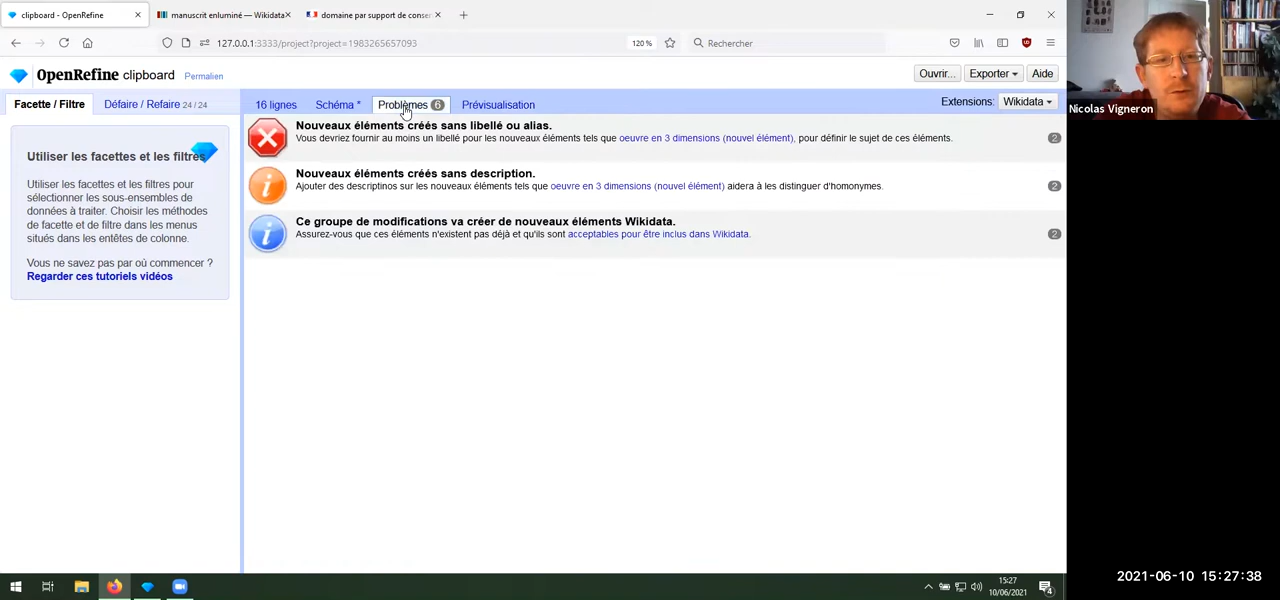 clipboard - OpenRefine
manuscrit enluminé — Wikidata
domaine par support de conser
OpenRefine clipboard Permalien
127.0.0.1:3333/project?project=1983265657093
120 %
Rechercher
Ouvrir...
Exporter
Aide
Facette / Filtre
Défaire / Refaire 24 / 24
16 lignes
Schéma *
Problèmes 6
Prévisualisation
Extensions:
Wikidata
Utiliser les facettes et les filtres
Utiliser les facettes et les filtres pour
sélectionner les sous-ensembles de
données à traiter. Choisir les méthodes
de facette et de filtre dans les menus
situés dans les entêtes de colonne.
Vous ne savez pas par où commencer ?
Regarder ces tutoriels vidéos
Nouveaux éléments créés sans libellé ou alias.
Vous devriez fournir au moins un libellé pour les nouveaux éléments tels que oeuvre en 3 dimensions (nouvel élément), pour définir le sujet de ces éléments.
2
Nouveaux éléments créés sans description.
Ajouter des descriptinos sur les nouveaux éléments tels que oeuvre en 3 dimensions (nouvel élément) aidera à les distinguer d'homonymes.
2
Ce groupe de modifications va créer de nouveaux éléments Wikidata.
Assurez-vous que ces éléments n'existent pas déjà et qu'ils sont acceptables pour être inclus dans Wikidata.
2
Nicolas Vigneron
15:27
10/06/2021
4
2021-06-10 15:27:38